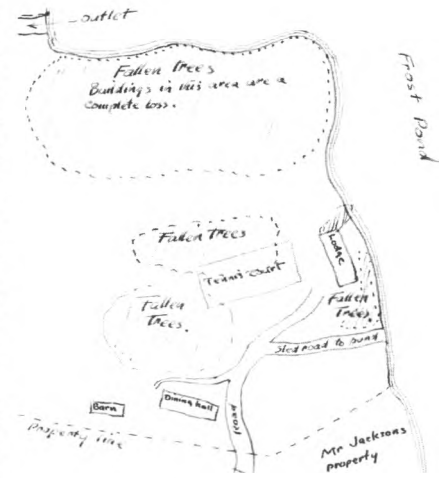 outlet
Fallen Trees
Buildings in this area are a
complete loss.
Frost Pond
Fallen Trees
Lodge
Tennis court
Fallen
Trees.
Fallen
Trees.
Sled road to pond
Barn
Dining hall
Road
Property line
Mr Jacksons
property